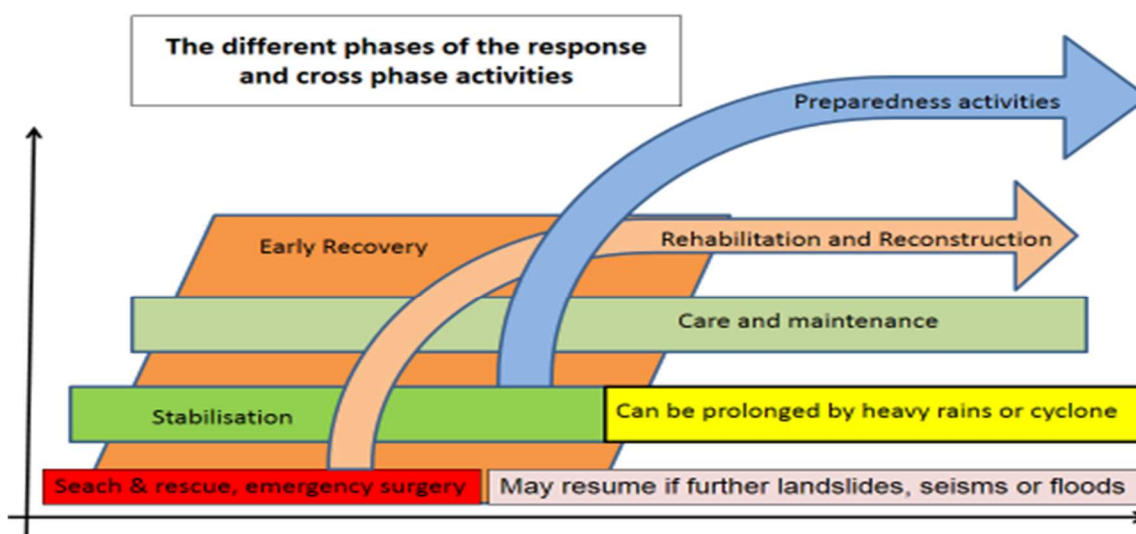 The different phases of the response
and cross phase activities
Preparedness activities
Early Recovery
Rehabilitation and Reconstruction
Care and maintenance
Stabilisation
Can be prolonged by heavy rains or cyclone
Seach & rescue, emergency surgery
May resume if further landslides, seisms or floods